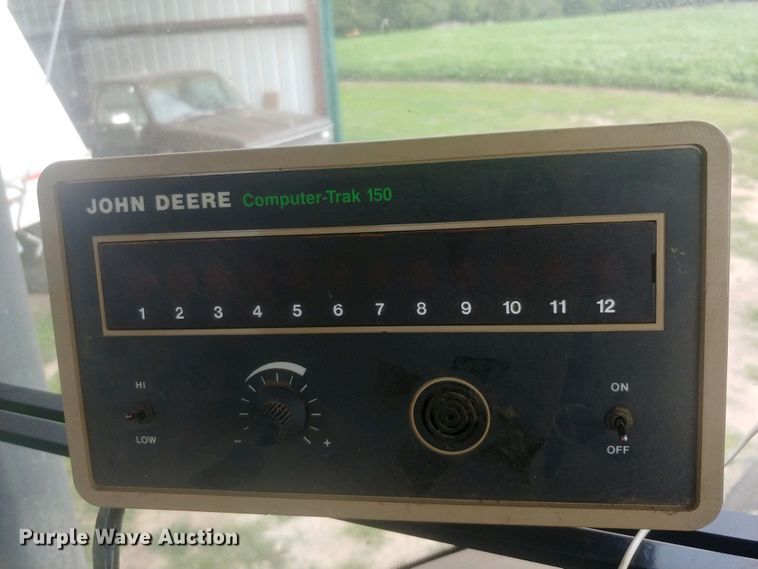 JOHN DEERE Computer-Trak 150
1 2 3 4 5 6 7 8 9 10 11 12
HI
LOW
- +
ON
OFF
Purple Wave Auction